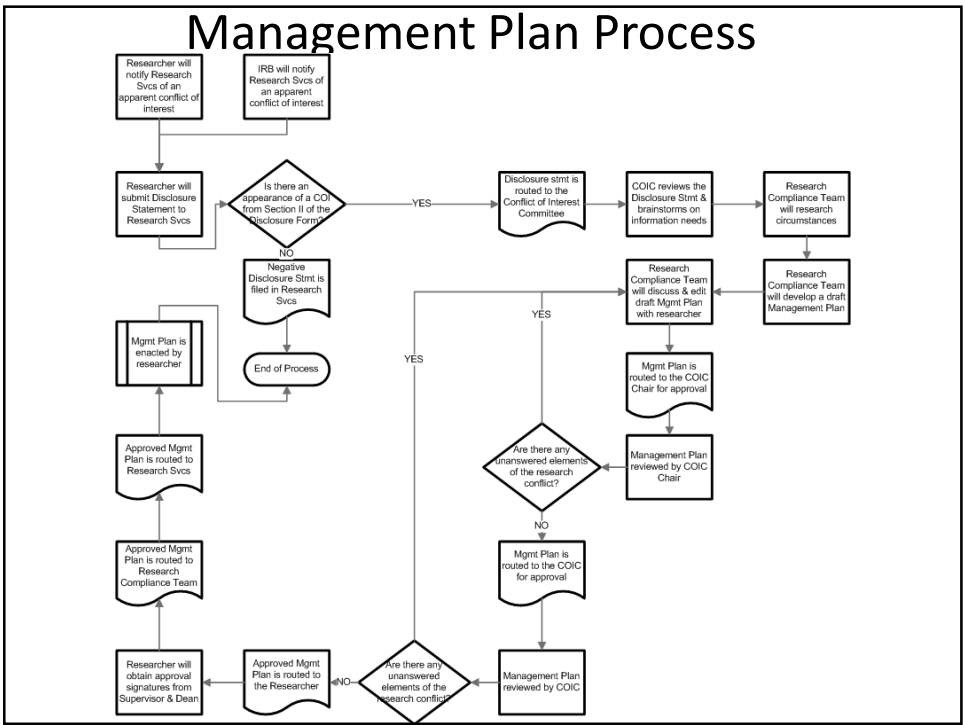 Management Plan Process
Researcher will
notify Research
Svcs of an
apparent conflict of
interest
IRB will notify
Research Svcs of
an apparent
conflict of interest
Researcher will
submit Disclosure
Statement to
Research Svcs
Is there an
appearance of a COI
from Section II of the
Disclosure Form?
YES
Disclosure stmt is
routed to the
Conflict of Interest
Committee
COIC reviews the
Disclosure Stmt &
brainstorms on
information needs
Research
Compliance Team
will research
circumstances
NO
Negative
Disclosure Stmt is
filed in Research
Svcs
Research
Compliance Team
will discuss & edit
draft Mgmt Plan
with researcher
Research
Compliance Team
will develop a draft
Management Plan
YES
YES
Mgmt Plan is
enacted by
researcher
End of Process
Mgmt Plan is
routed to the COIC
Chair for approval
Approved Mgmt
Plan is routed to
Research Svcs
Are there any
unanswered elements
of the research
conflict?
Management Plan
reviewed by COIC
Chair
NO
Approved Mgmt
Plan is routed to
Research
Compliance Team
Mgmt Plan is
routed to the COIC
for approval
Researcher will
obtain approval
signatures from
Supervisor & Dean
Approved Mgmt
Plan is routed to
the Researcher
NO
Are there any
unanswered
elements of the
research conflict?
Management Plan
reviewed by COIC